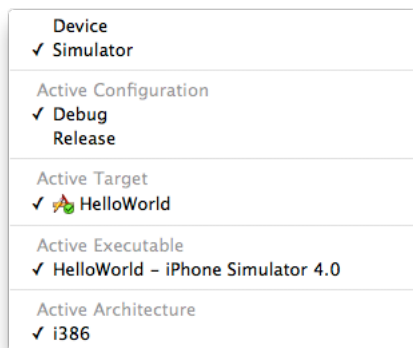 Device
✓ Simulator
Active Configuration
✓ Debug
Release
Active Target
✓ HelloWorld
Active Executable
✓ HelloWorld – iPhone Simulator 4.0
Active Architecture
✓ i386